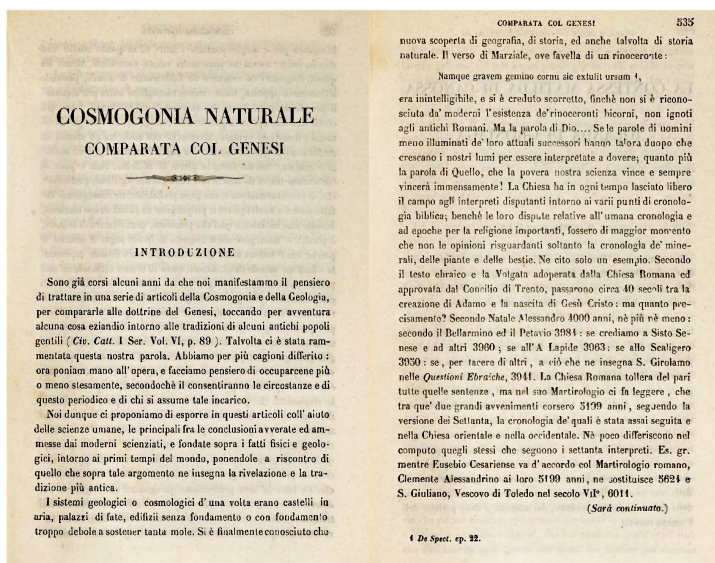 COSMOGONIA NATURALE
COMPARATA COL GENESI
INTRODUZIONE
Sono già corsi alcuni anni da che noi manifestammo il pensiero
di trattare in una serie di articoli della Cosmogonia e della Geologia,
per compararle alle dottrine del Genesi, toccando per avventura
alcuna cosa eziandio intorno alle tradizioni di alcuni antichi popoli
gentili (Civ. Catt. I Ser. Vol. VI, p. 89). Talvolta ci è stata ram-
mentata questa nostra parola. Abbiamo per più cagioni differito:
ora poniam mano all'opera, e facciamo pensiero di occuparcene più
o meno stesamente, secondochè il consentiranno le circostanze e di
questo periodico e di chi si assume tale incarico.
Noi dunque ci proponiamo di esporre in questi articoli coll' aiuto
delle scienze umane, le principali fra le conclusioni avverate ed am-
messe dai moderni scienziati, e fondate sopra i fatti fisici e geolo-
gici, intorno ai primi tempi del mondo, ponendole a riscontro di
quello che sopra tale argomento ne insegna la rivelazione e la tra-
dizione più antica.
I sistemi geologici o cosmologici d' una volta erano castelli in
aria, palazzi di fate, edifizii senza fondamento o con fondamento
troppo debole a sostener tanta mole. Si è finalmente conosciuto che
COMPARATA COL GENESI 535
nuova scoperta di geografia, di storia, ed anche talvolta di storia
naturale. Il verso di Marziale, ove favella di un rinoceronte:
Namque gravem gemino cornu sic extulit ursum 1,
era inintelligibile, e si è creduto scorretto, finchè non si è ricono-
sciuta da' moderni l'esistenza de'rinoceronti bicorni, non ignoti
agli antichi Romani. Ma la parola di Dio.... Se le parole di uomini
meno illuminati de' loro attuali successori hanno talora duopo che
crescano i nostri lumi per essere interpretate a dovere; quanto più
la parola di Quello, che la povera nostra scienza vince e sempre
vincerà immensamente! La Chiesa ha in ogni tempo lasciato libero
il campo agli interpreti disputanti intorno ai varii punti di cronolo-
gia biblica; benchè le loro dispute relative all'umana cronologia e
ad epoche per la religione importanti, fossero di maggior momento
che non le opinioni risguardanti soltanto la cronologia de' mine-
rali, delle piante e delle bestie. Ne cito solo un esempio. Secondo
il testo ebraico e la Volgata adoperata dalla Chiesa Romana ed
approvata dal Concilio di Trento, passarono circa 40 secoli tra la
creazione di Adamo e la nascita di Gesù Cristo: ma quanto pre-
cisamente? Secondo Natale Alessandro 4000 anni, nè più nè meno:
secondo il Bellarmino ed il Petavio 3984: se crediamo a Sisto Se-
nese e ad altri 3960; se all'A Lapide 3963: se allo Scaligero
3950: se, per tacere di altri, a ciò che ne insegna S. Girolamo
nelle Questioni Ebraiche, 3941. La Chiesa Romana tollera del pari
tutte quelle sentenze, ma nel suo Martirologio ci fa leggere, che
tra que' due grandi avvenimenti corsero 5199 anni, seguendo la
versione dei Settanta, la cronologia de' quali è stata assai seguita e
nella Chiesa orientale e nella occidentale. Nè poco differiscono nel
computo quegli stessi che seguono i settanta interpreti. Es. gr.
mentre Eusebio Cesariense va d'accordo col Martirologio romano,
Clemente Alessandrino ai loro 5199 anni, ne sostituisce 5624 e
S. Giuliano, Vescovo di Toledo nel secolo VII°, 6011.
(Sarà continuato.)
1 De Spect. ep. 22.